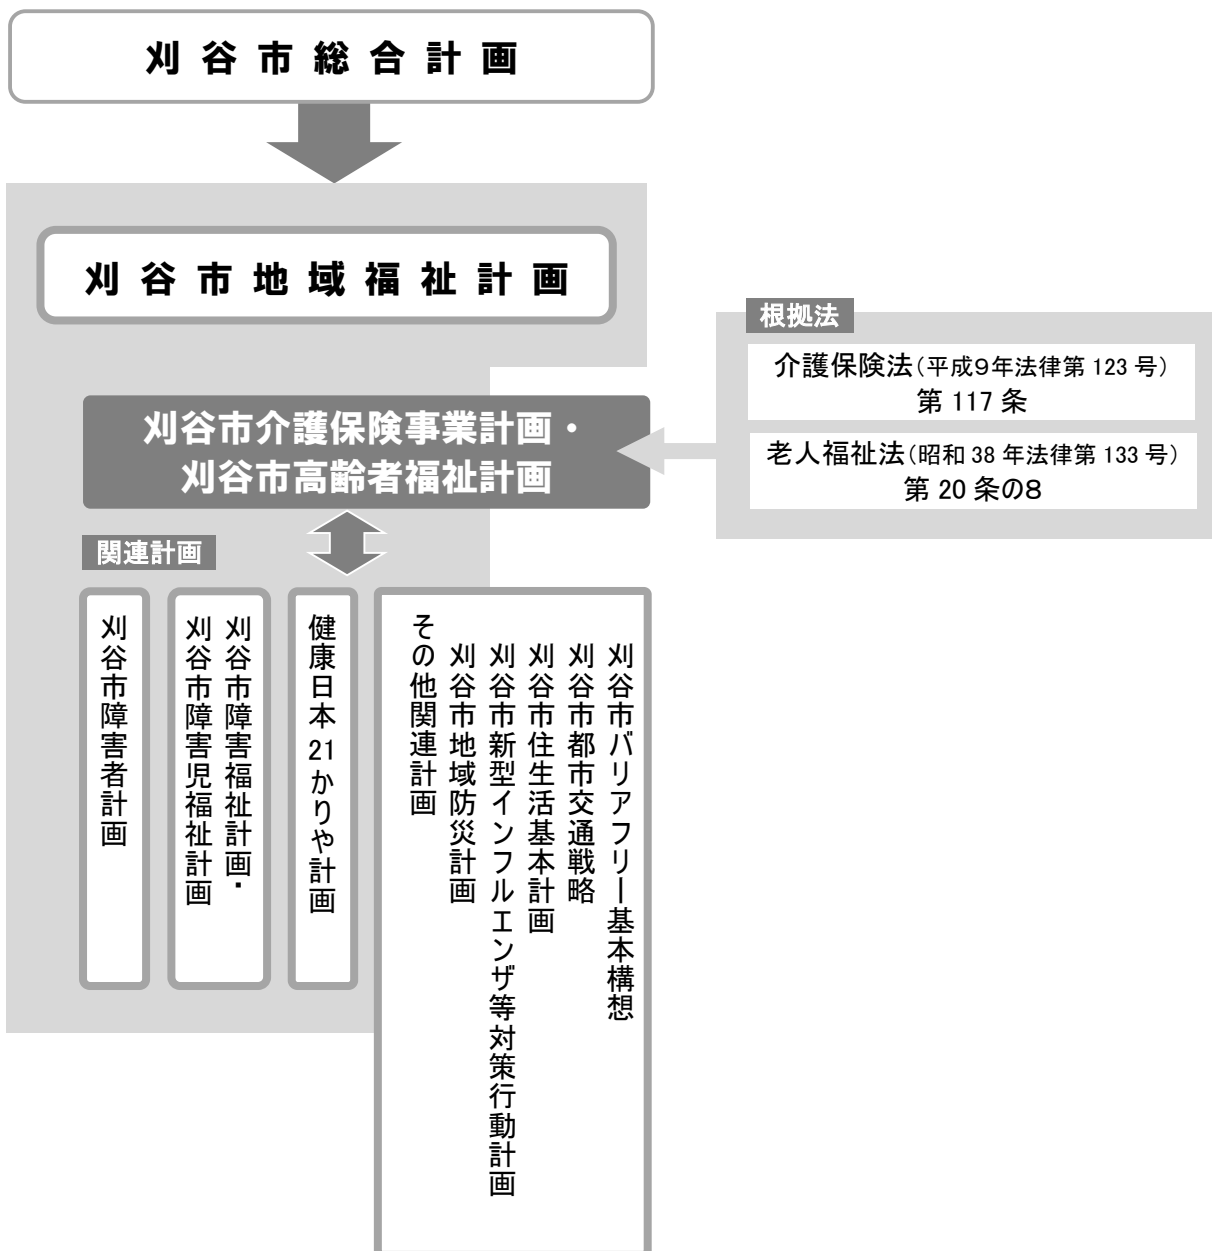 刈谷市総合計画
刈谷市地域福祉計画
根拠法
介護保険法（平成９年法律第 123 号）
第 117 条
老人福祉法（昭和 38 年法律第 133 号）
第 20 条の８
刈谷市介護保険事業計画・
刈谷市高齢者福祉計画
関連計画
刈谷市障害者計画
刈谷市障害福祉計画・
刈谷市障害児福祉計画
健康日本 21 かりや計画
刈谷市バリアフリー基本構想
刈谷市都市交通戦略
刈谷市住生活基本計画
刈谷市新型インフルエンザ等対策行動計画
刈谷市地域防災計画
その他関連計画